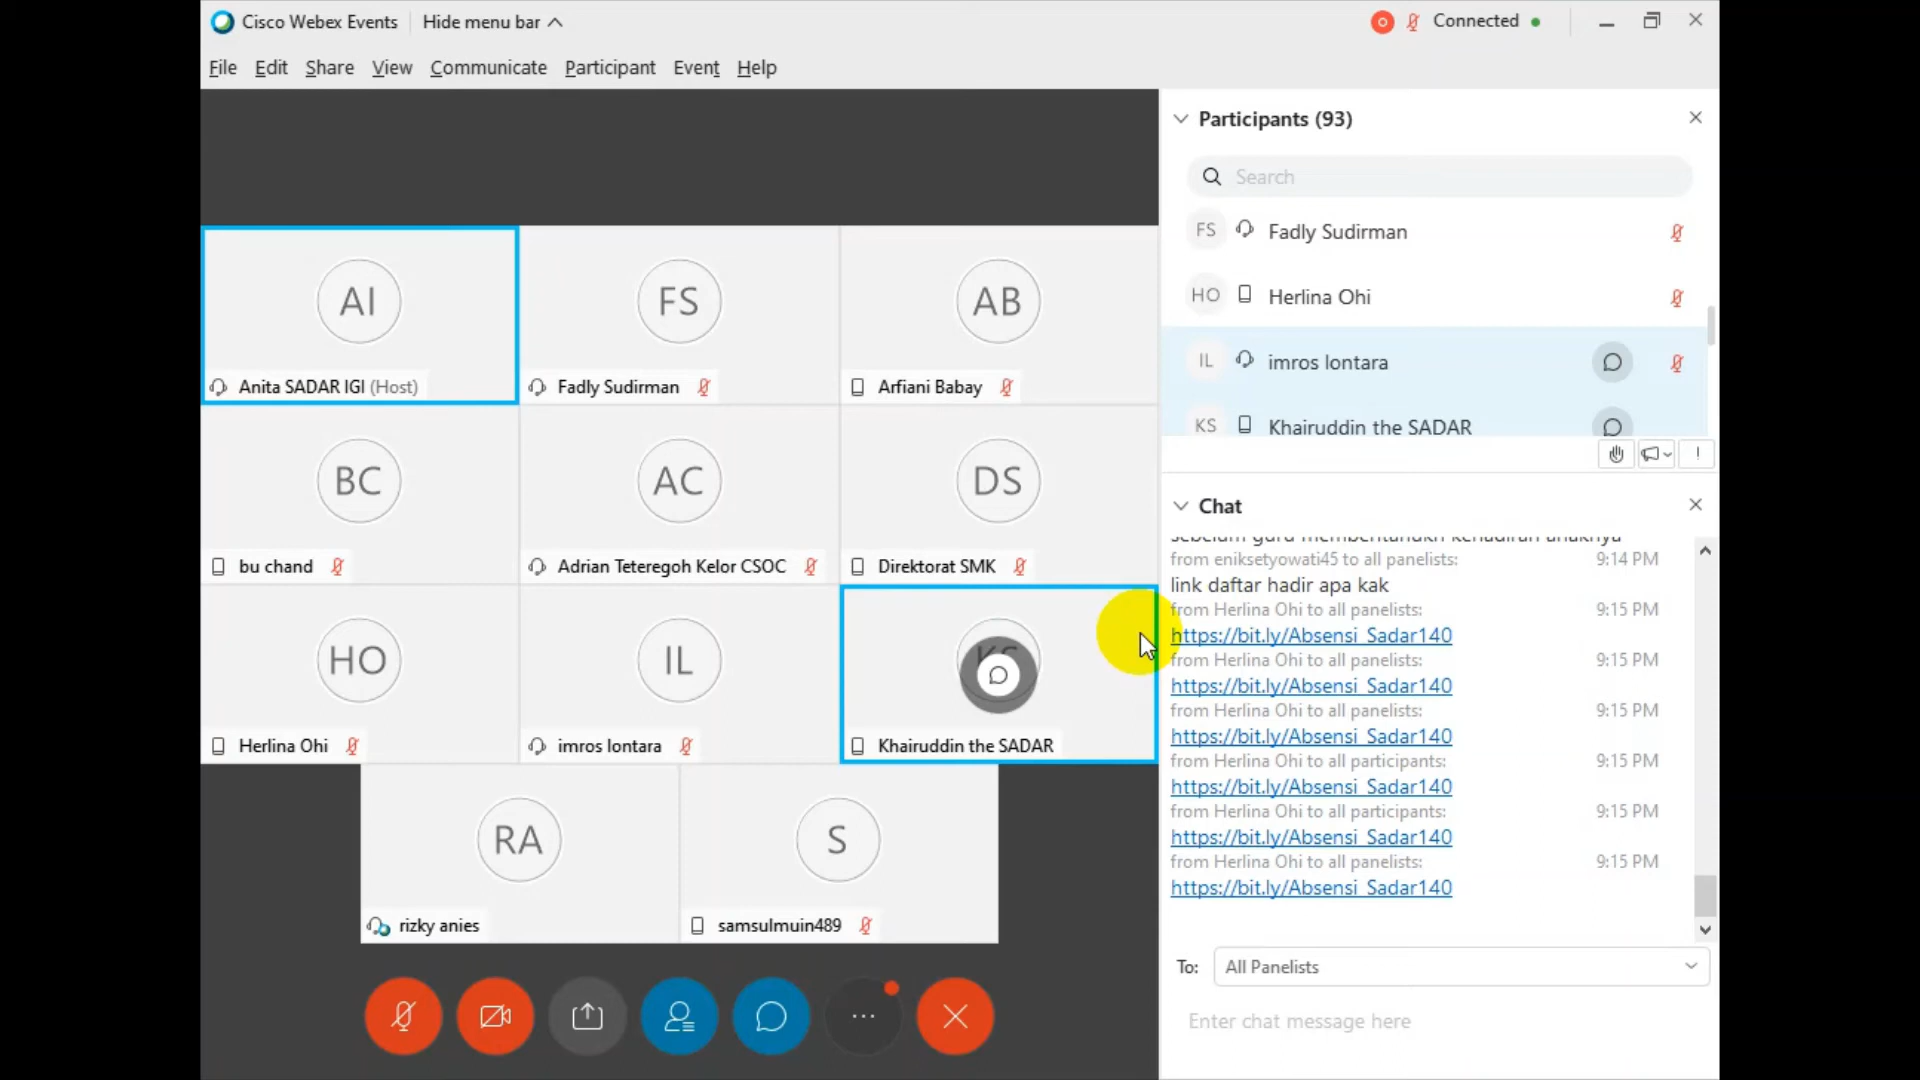 Cisco Webex Events
Hide menu bar
Connected
File Edit Share View Communicate Participant Event Help
AI
Anita SADAR IGI (Host)
FS
Fadly Sudirman
AB
Arfiani Babay
BC
bu chand
AC
Adrian Teteregoh Kelor CSOC
DS
Direktorat SMK
HO
Herlina Ohi
IL
imros lontara
Khairuddin the SADAR
RA
rizky anies
S
samsulmuin489
Participants (93)
Search
FS Fadly Sudirman
HO Herlina Ohi
IL imros lontara
KS Khairuddin the SADAR
Chat
from eniksetyowati45 to all panelists: 9:14 PM
link daftar hadir apa kak
from Herlina Ohi to all panelists: 9:15 PM
https://bit.ly/Absensi_Sadar140
from Herlina Ohi to all panelists: 9:15 PM
https://bit.ly/Absensi_Sadar140
from Herlina Ohi to all panelists: 9:15 PM
https://bit.ly/Absensi_Sadar140
from Herlina Ohi to all participants: 9:15 PM
https://bit.ly/Absensi_Sadar140
from Herlina Ohi to all participants: 9:15 PM
https://bit.ly/Absensi_Sadar140
from Herlina Ohi to all panelists: 9:15 PM
https://bit.ly/Absensi_Sadar140
To: All Panelists
Enter chat message here